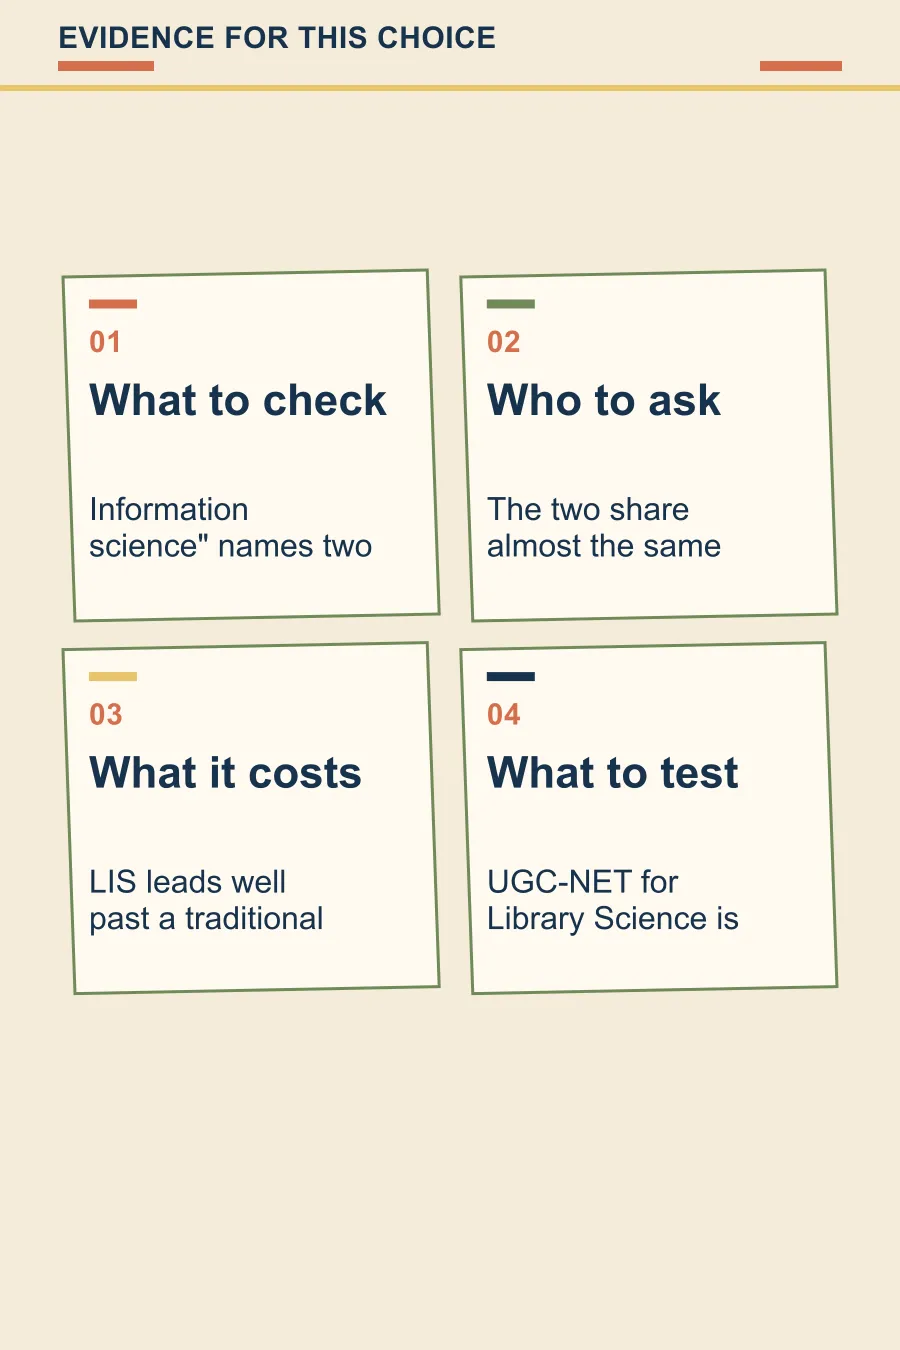 EVIDENCE FOR THIS CHOICE
01
What to check
Information
science" names two
02
Who to ask
The two share
almost the same
03
What it costs
LIS leads well
past a traditional
04
What to test
UGC-NET for
Library Science is